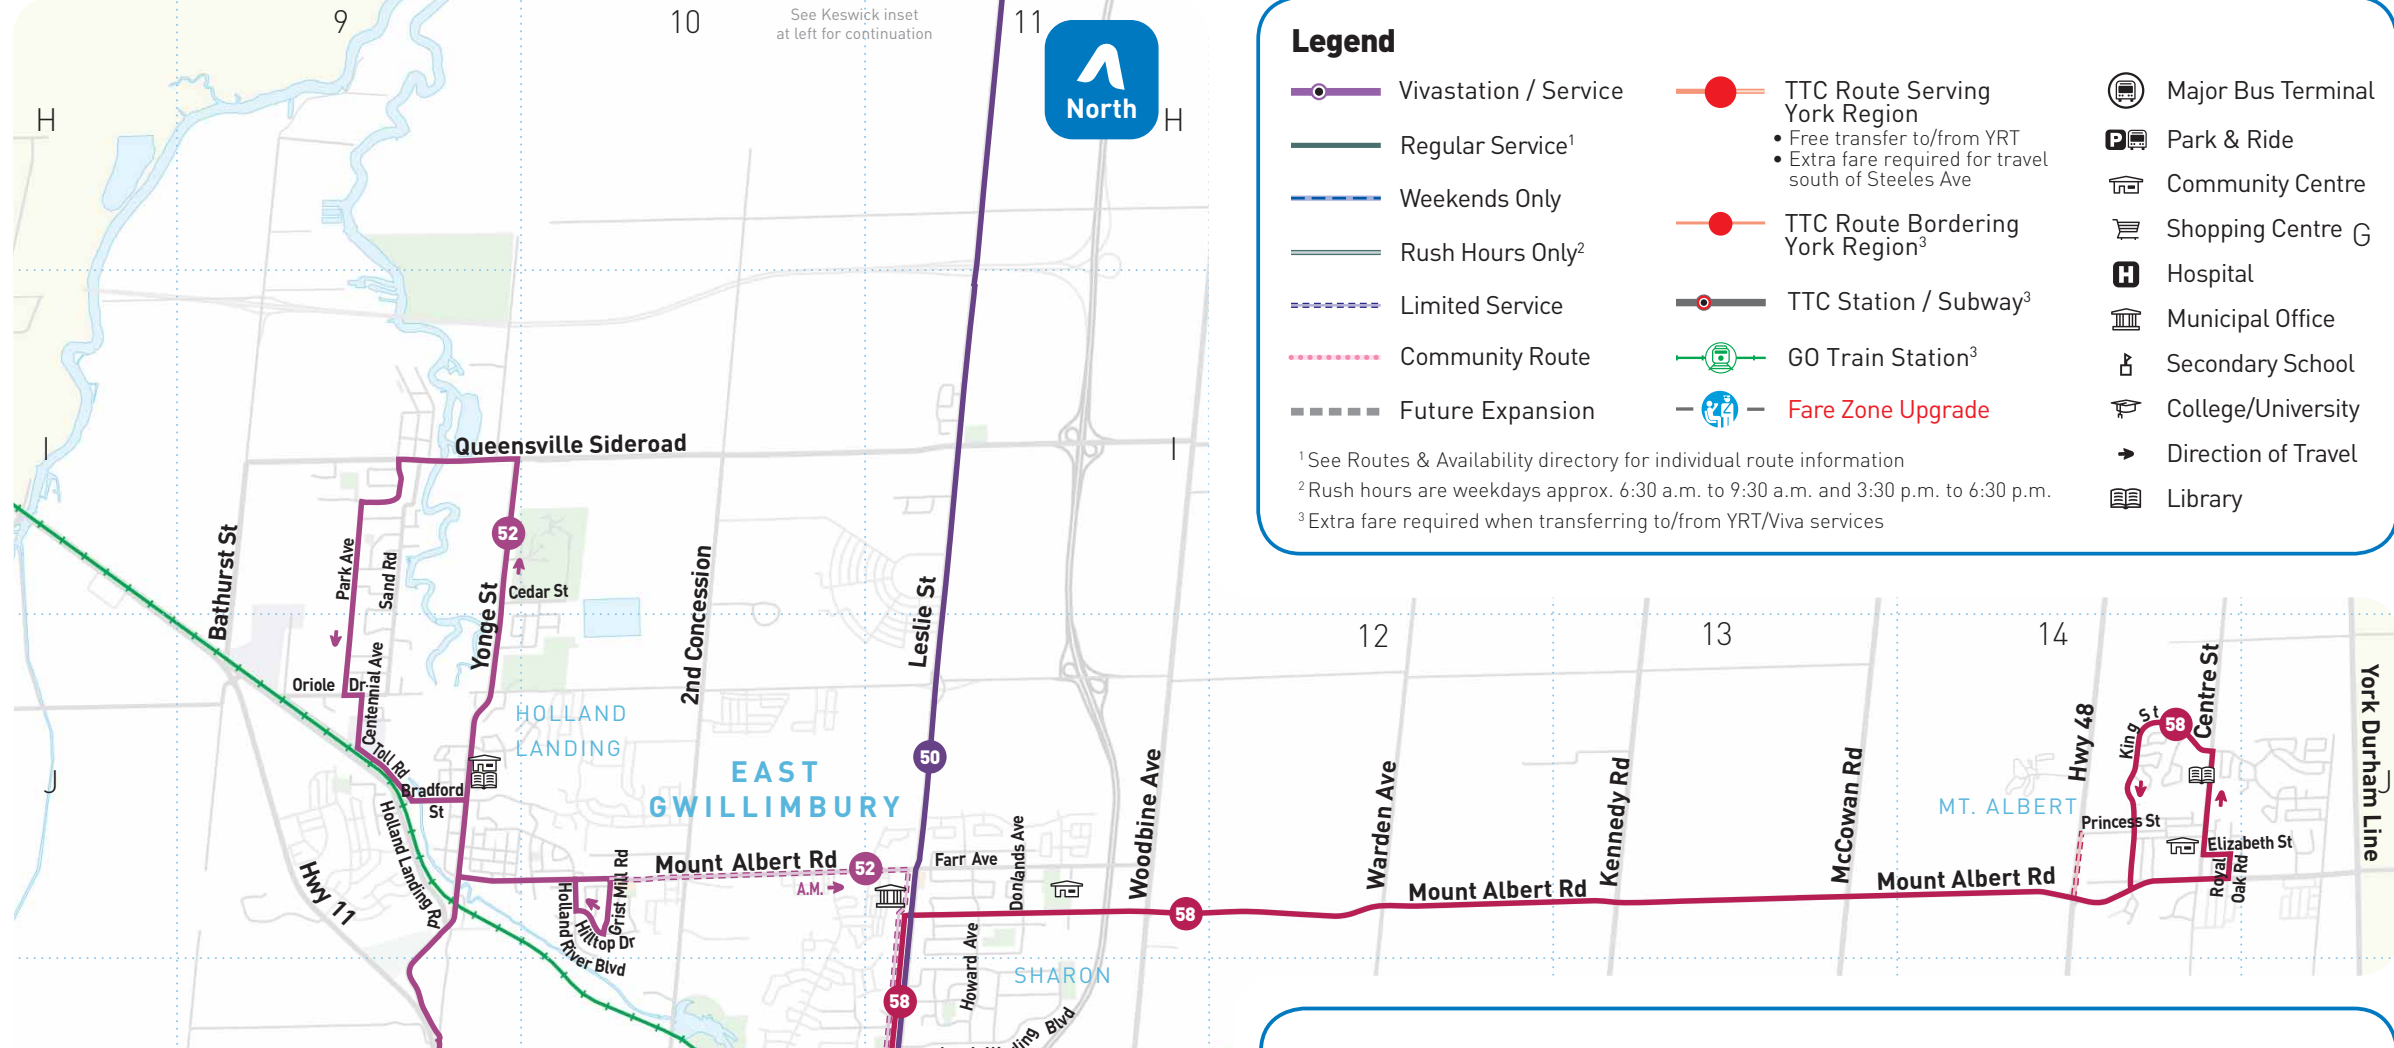 9
10
See Keswick inset
at left for continuation
11
North
H
H
I
I
J
J
G
Legend
Vivastation / Service
Regular Service¹
Weekends Only
Rush Hours Only²
Limited Service
Community Route
Future Expansion
TTC Route Serving
York Region
• Free transfer to/from YRT
• Extra fare required for travel
south of Steeles Ave
TTC Route Bordering
York Region³
TTC Station / Subway³
GO Train Station³
Fare Zone Upgrade
Major Bus Terminal
P
Park & Ride
Community Centre
Shopping Centre
H
Hospital
Municipal Office
Secondary School
College/University
Direction of Travel
Library
¹ See Routes & Availability directory for individual route information
² Rush hours are weekdays approx. 6:30 a.m. to 9:30 a.m. and 3:30 p.m. to 6:30 p.m.
³ Extra fare required when transferring to/from YRT/Viva services
Queensville Sideroad
52
Bathurst St
Park Ave
Sand Rd
Yonge St
Cedar St
2nd Concession
Leslie St
Oriole Dr
Centennial Ave
Toll Rd
Bradford
St
HOLLAND
LANDING
EAST
GWILLIMBURY
50
Woodbine Ave
Holland Landing Rd
Hwy 11
Mount Albert Rd
52
A.M.
Farr Ave
Donlands Ave
Holland River Blvd
Grist Mill Rd
Hilltop Dr
58
Howard Ave
SHARON
58
Blvd
12
13
14
Warden Ave
Kennedy Rd
McCowan Rd
Hwy 48
Centre St
York Durham Line
King St
58
MT. ALBERT
Princess St
Elizabeth St
Royal
Oak Rd
Mount Albert Rd
Mount Albert Rd